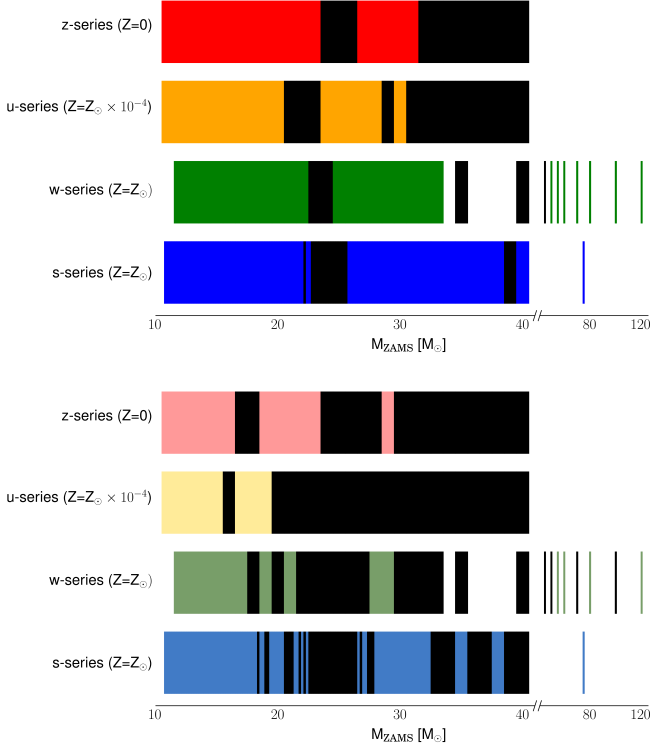 z-series (Z=0)
u-series (Z=Z☉ × 10⁻⁴)
w-series (Z=Z☉)
s-series (Z=Z☉)
10 20 30 40 80 120
M_ZAMS [M☉]
z-series (Z=0)
u-series (Z=Z☉ × 10⁻⁴)
w-series (Z=Z☉)
s-series (Z=Z☉)
10 20 30 40 80 120
M_ZAMS [M☉]